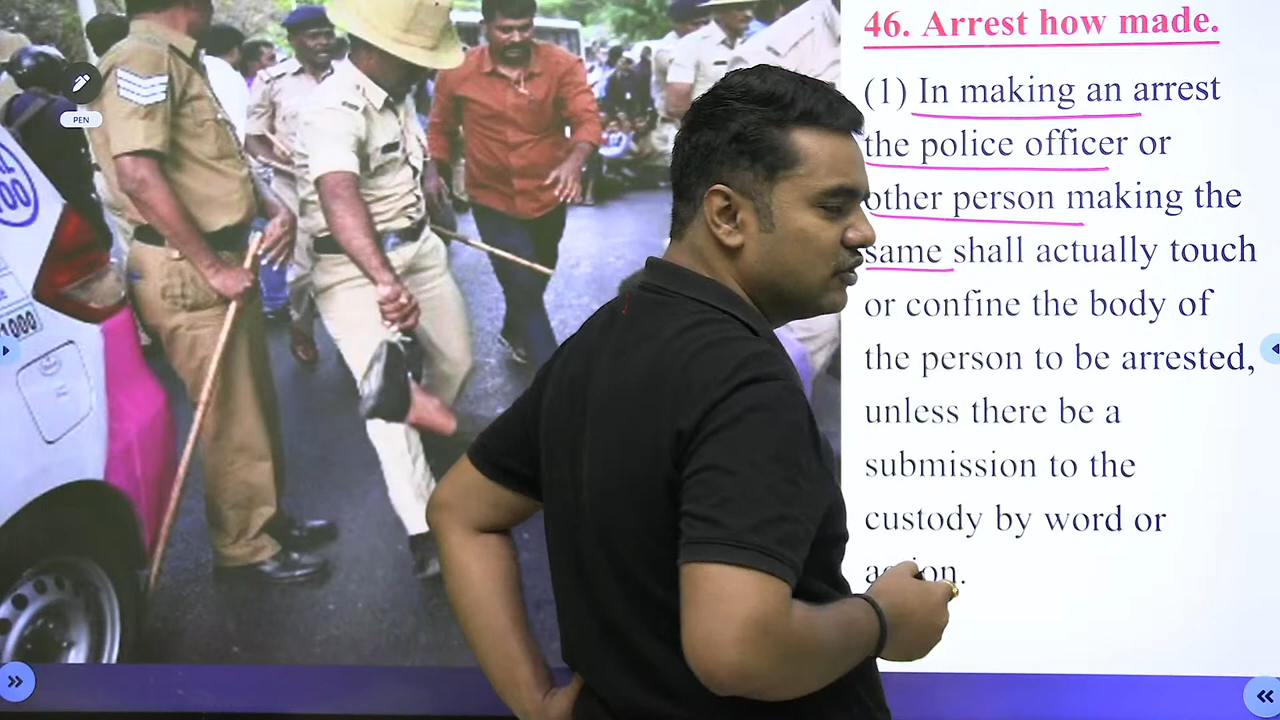 PEN
1000
46. Arrest how made.
(1) In making an arrest
the police officer or
other person making the
same shall actually touch
or confine the body of
the person to be arrested,
unless there be a
submission to the
custody by word or